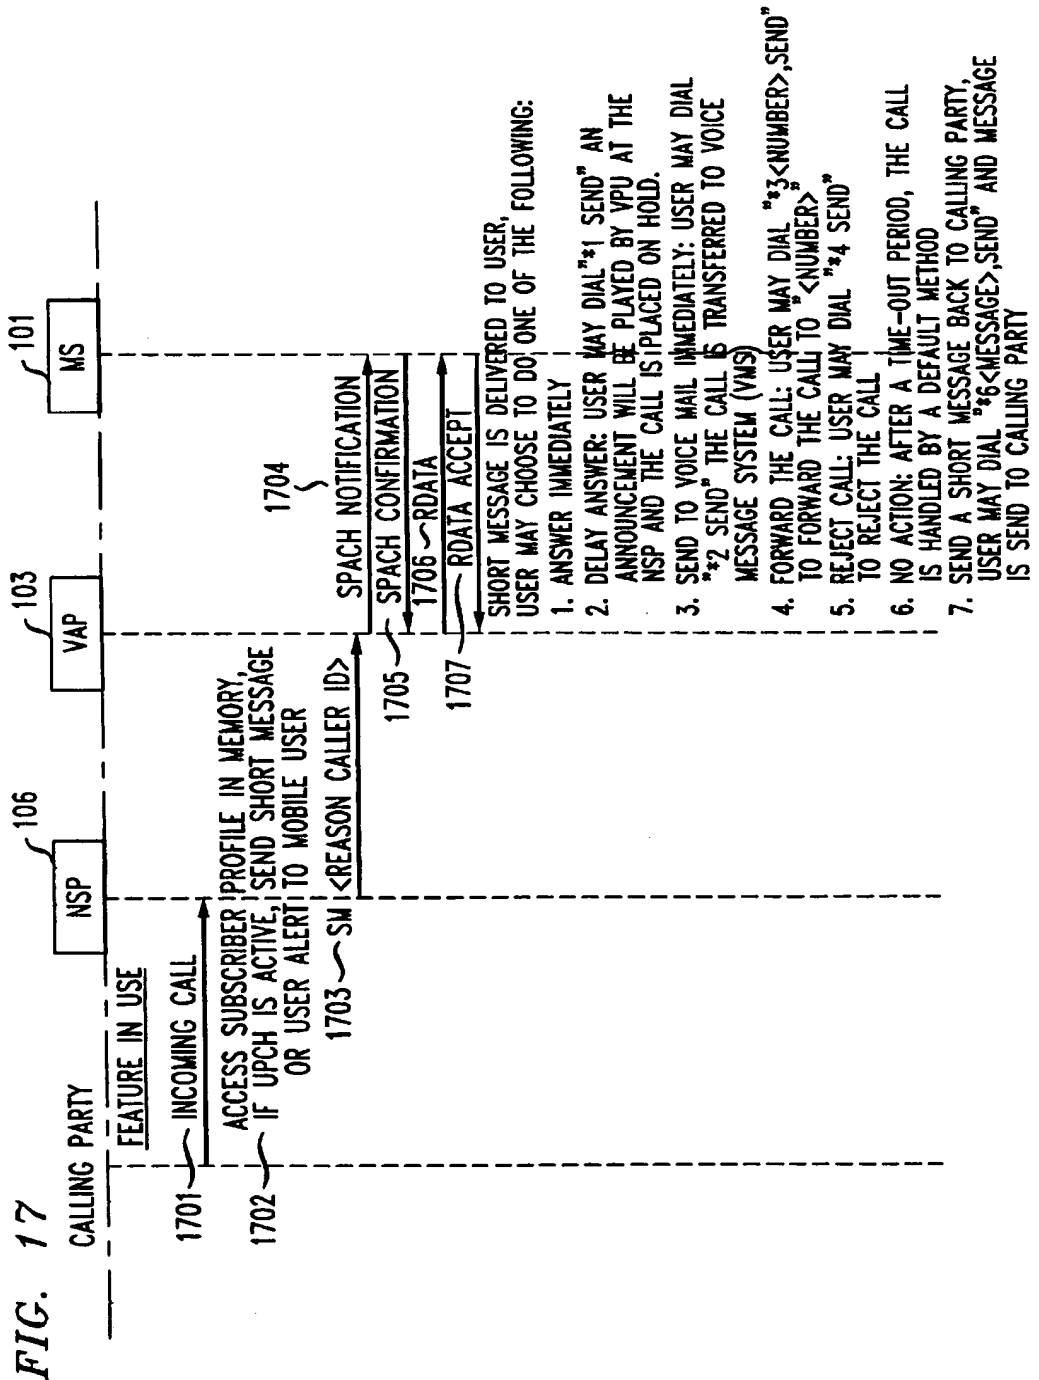 FIG. 17
CALLING PARTY
NSP
106
VAP
103
MS
101
FEATURE IN USE
1701
INCOMING CALL
ACCESS SUBSCRIBER PROFILE IN MEMORY,
1702
IF UPCH IS ACTIVE, SEND SHORT MESSAGE
OR USER ALERT TO MOBILE USER
1703
SM <REASON CALLER ID>
1704
SPACH NOTIFICATION
1705
SPACH CONFIRMATION
1706
RDATA
1707
RDATA ACCEPT
SHORT MESSAGE IS DELIVERED TO USER,
USER MAY CHOOSE TO DO ONE OF THE FOLLOWING:
1. ANSWER IMMEDIATELY
2. DELAY ANSWER: USER MAY DIAL"*1 SEND" AN
ANNOUNCEMENT WILL BE PLAYED BY VPU AT THE
NSP AND THE CALL IS PLACED ON HOLD.
3. SEND TO VOICE MAIL IMMEDIATELY: USER MAY DIAL
"*2 SEND" THE CALL IS TRANSFERRED TO VOICE
MESSAGE SYSTEM (VMS)
4. FORWARD THE CALL: USER MAY DIAL "*3<NUMBER>,SEND"
TO FORWARD THE CALL TO "<NUMBER>"
5. REJECT CALL: USER MAY DIAL "*4 SEND"
TO REJECT THE CALL
6. NO ACTION: AFTER A TIME-OUT PERIOD, THE CALL
IS HANDLED BY A DEFAULT METHOD
7. SEND A SHORT MESSAGE BACK TO CALLING PARTY,
USER MAY DIAL "*6<MESSAGE>,SEND" AND MESSAGE
IS SEND TO CALLING PARTY